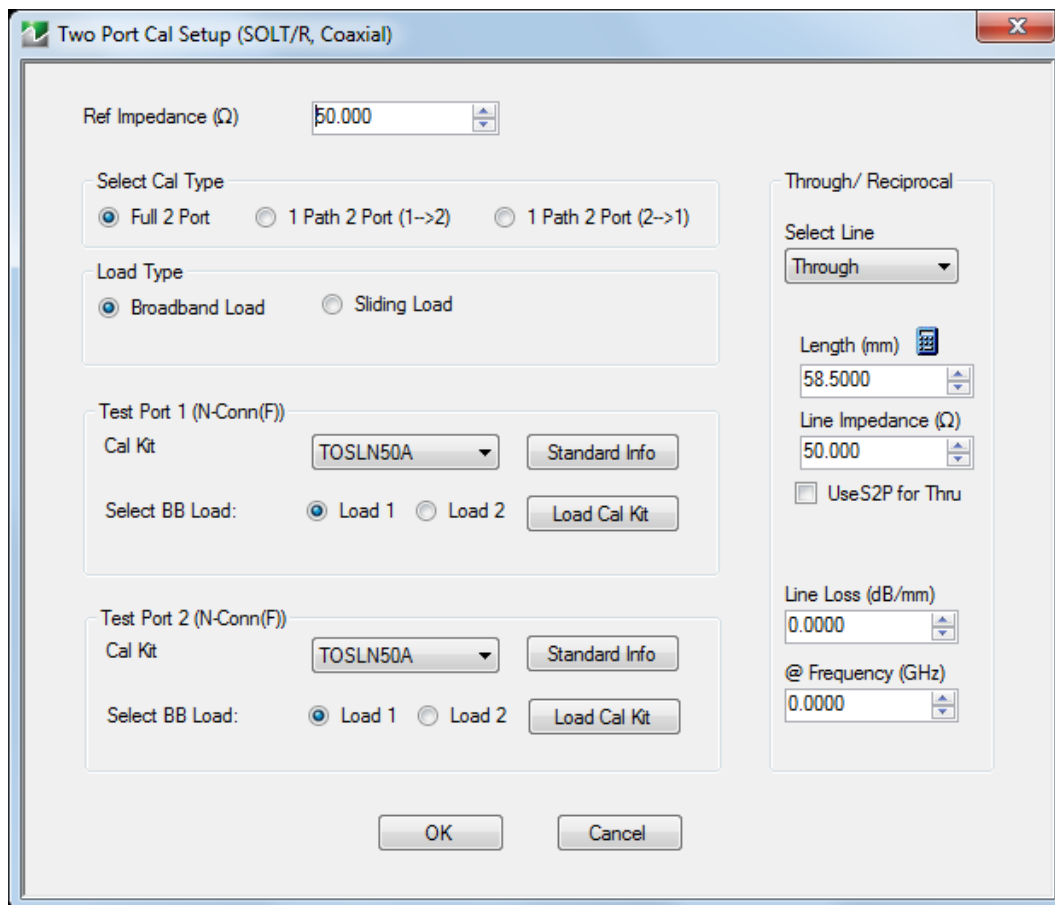 Two Port Cal Setup (SOLT/R, Coaxial)
Ref Impedance (Ω)
50.000
Select Cal Type
Full 2 Port
1 Path 2 Port (1-->2)
1 Path 2 Port (2-->1)
Load Type
Broadband Load
Sliding Load
Test Port 1 (N-Conn(F))
Cal Kit
TOSLN50A
Standard Info
Select BB Load:
Load 1
Load 2
Load Cal Kit
Test Port 2 (N-Conn(F))
Cal Kit
TOSLN50A
Standard Info
Select BB Load:
Load 1
Load 2
Load Cal Kit
Through/ Reciprocal
Select Line
Through
Length (mm)
58.5000
Line Impedance (Ω)
50.000
UseS2P for Thru
Line Loss (dB/mm)
0.0000
@ Frequency (GHz)
0.0000
OK
Cancel